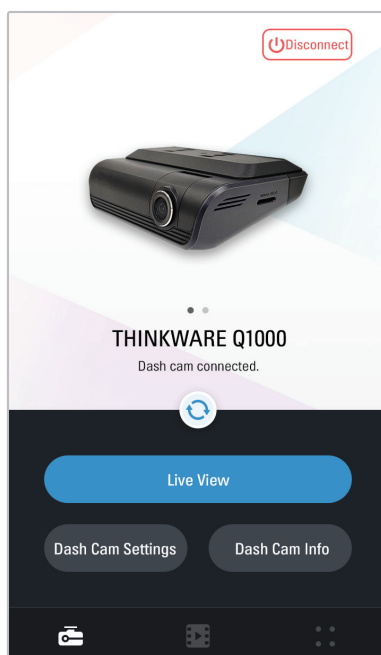 Disconnect
THINKWARE Q1000
Dash cam connected.
Live View
Dash Cam Settings
Dash Cam Info